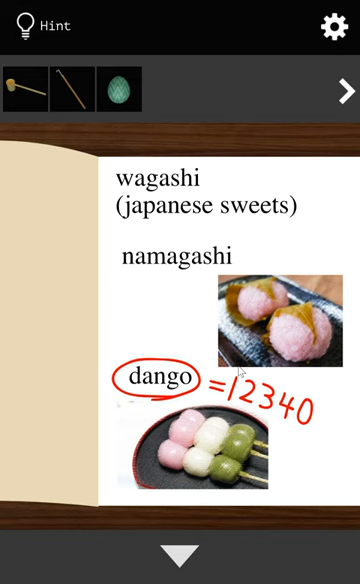 Hint
wagashi
(japanese sweets)
namagashi
dango =12340